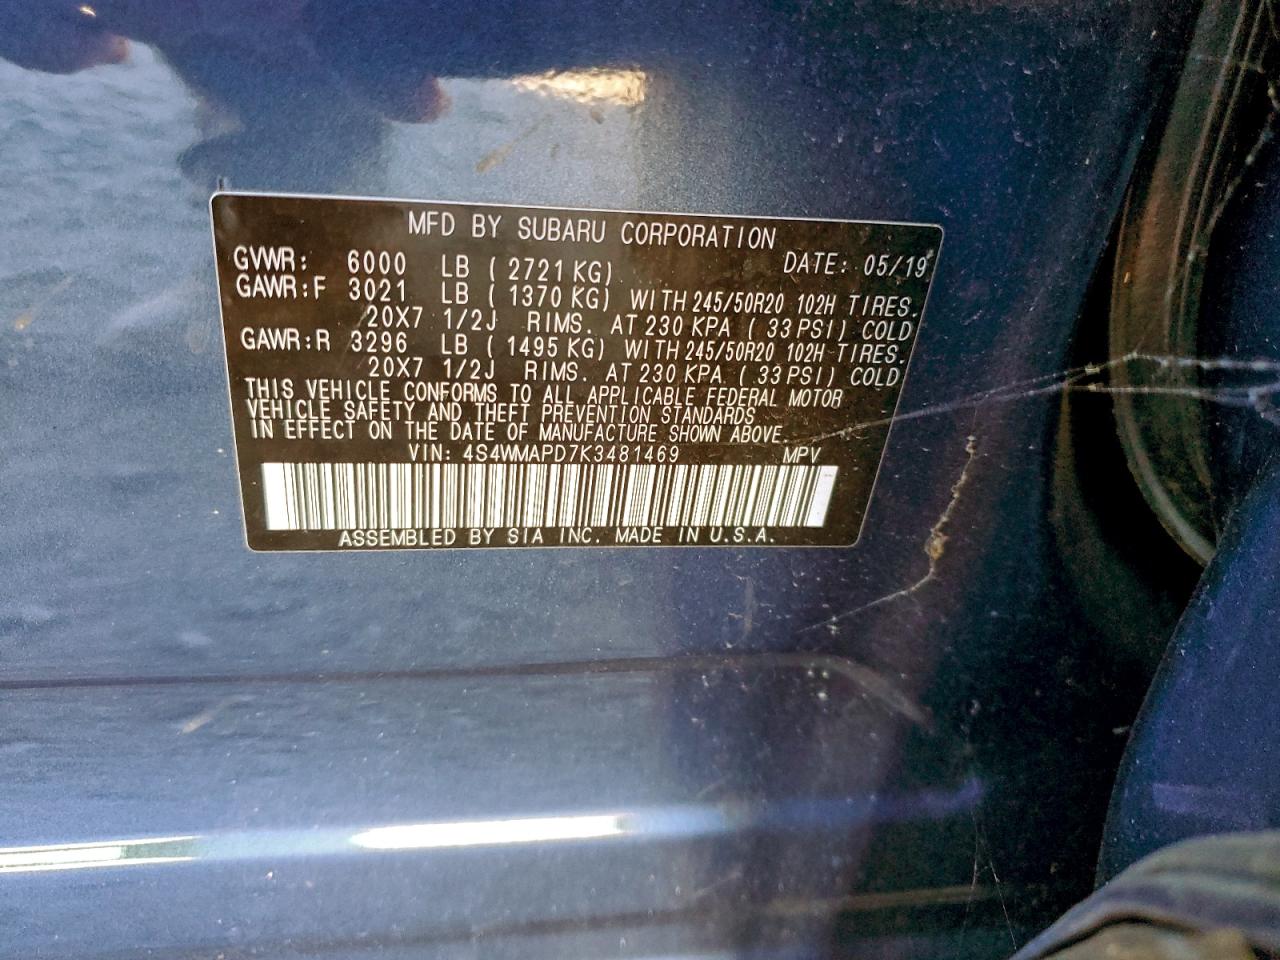 MFD BY SUBARU CORPORATION
GVWR: 6000 LB ( 2721 KG) DATE: 05/19
GAWR:F 3021 LB ( 1370 KG) WITH 245/50R20 102H TIRES.
20X7 1/2J RIMS. AT 230 KPA ( 33 PSI) COLD
GAWR:R 3296 LB ( 1495 KG) WITH 245/50R20 102H TIRES.
20X7 1/2J RIMS. AT 230 KPA ( 33 PSI) COLD
THIS VEHICLE CONFORMS TO ALL APPLICABLE FEDERAL MOTOR
VEHICLE SAFETY AND THEFT PREVENTION STANDARDS
IN EFFECT ON THE DATE OF MANUFACTURE SHOWN ABOVE.
VIN: 4S4WMAPD7K3481469 MPV
ASSEMBLED BY SIA INC. MADE IN U.S.A.